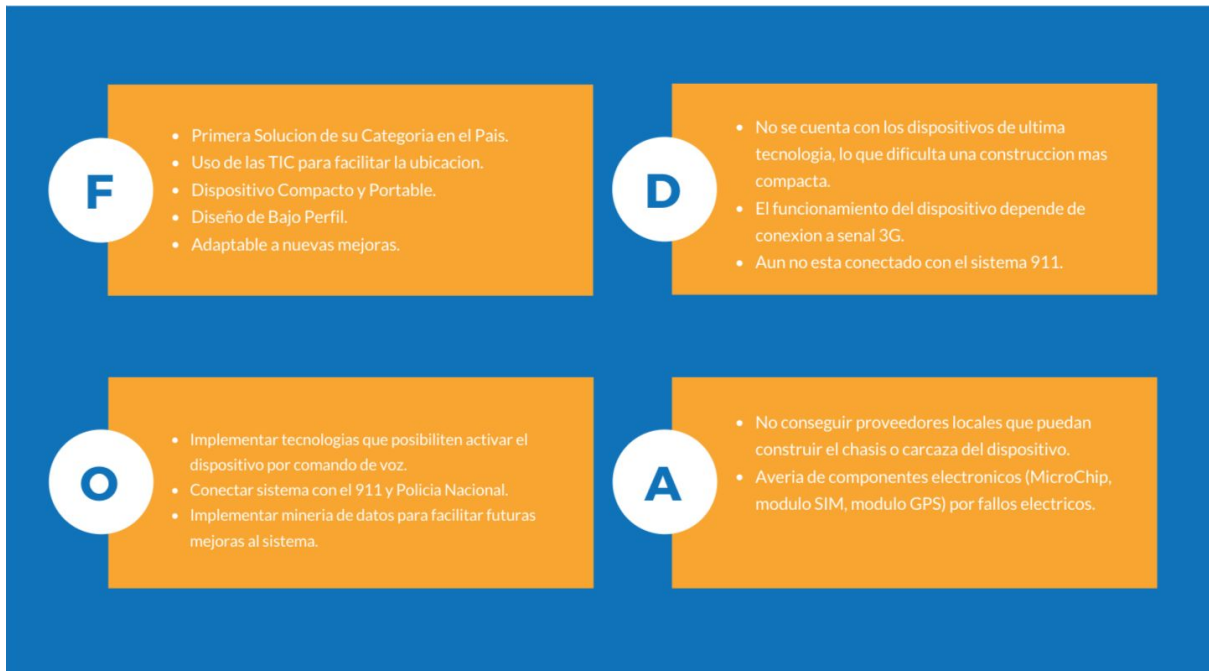 F
• Primera Solucion de su Categoria en el Pais.
• Uso de las TIC para facilitar la ubicacion.
• Dispositivo Compacto y Portable.
• Diseño de Bajo Perfil.
• Adaptable a nuevas mejoras.
D
• No se cuenta con los dispositivos de ultima
tecnologia, lo que dificulta una construccion mas
compacta.
• El funcionamiento del dispositivo depende de
conexion a senal 3G.
• Aun no esta conectado con el sistema 911.
O
• Implementar tecnologias que posibiliten activar el
dispositivo por comando de voz.
• Conectar sistema con el 911 y Policia Nacional.
• Implementar mineria de datos para facilitar futuras
mejoras al sistema.
A
• No conseguir proveedores locales que puedan
construir el chasis o carcaza del dispositivo.
• Averia de componentes electronicos (MicroChip,
modulo SIM, modulo GPS) por fallos electricos.